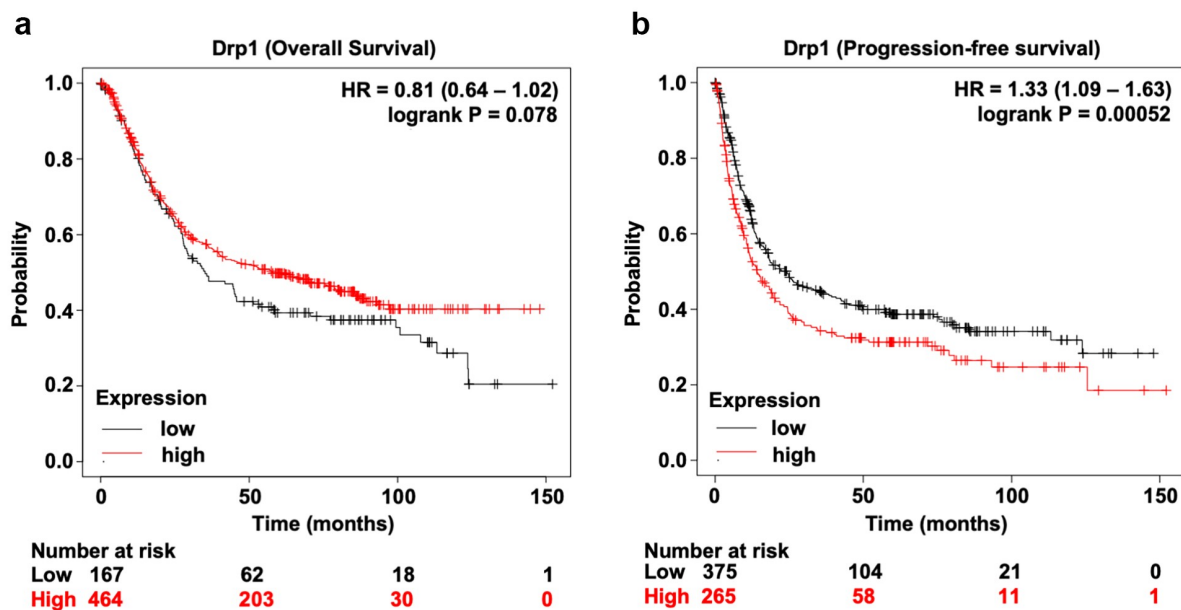 a
Drp1 (Overall Survival)
HR = 0.81 (0.64 – 1.02)
logrank P = 0.078
Probability
1.0
0.8
0.6
0.4
0.2
0.0
Expression
low
high
0 50 100 150
Time (months)
Number at risk
Low 167 62 18 1
High 464 203 30 0
b
Drp1 (Progression-free survival)
HR = 1.33 (1.09 – 1.63)
logrank P = 0.00052
Probability
1.0
0.8
0.6
0.4
0.2
0.0
Expression
low
high
0 50 100 150
Time (months)
Number at risk
Low 375 104 21 0
High 265 58 11 1